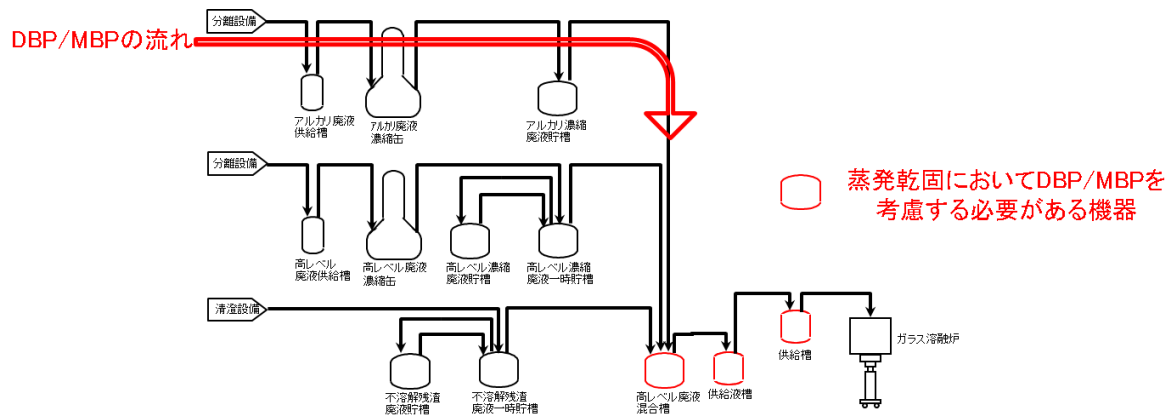 分離設備
DBP/MBPの流れ
アルカリ廃液
供給槽
アルカリ廃液
濃縮缶
アルカリ濃縮
廃液貯槽
分離設備
蒸発乾固においてDBP/MBPを
考慮する必要がある機器
高レベル
廃液供給槽
高レベル廃液
濃縮缶
高レベル濃縮
廃液貯槽
高レベル濃縮
廃液一時貯槽
清澄設備
ガラス溶融炉
供給槽
不溶解残渣
廃液貯槽
不溶解残渣
廃液一時貯槽
高レベル廃液
混合槽
供給液槽